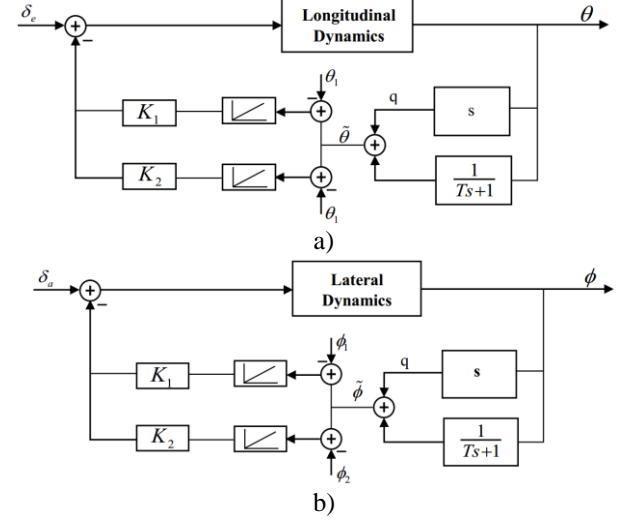 δₑ + − Longitudinal Dynamics θ
θ₁
− +
K₁
q s
θ̃ +
K₂
+ −
1/(Ts+1)
θ₁
a)
δₐ + − Lateral Dynamics ϕ
ϕ₁
− +
K₁
q s
ϕ̃ +
K₂
+ −
1/(Ts+1)
ϕ₂
b)